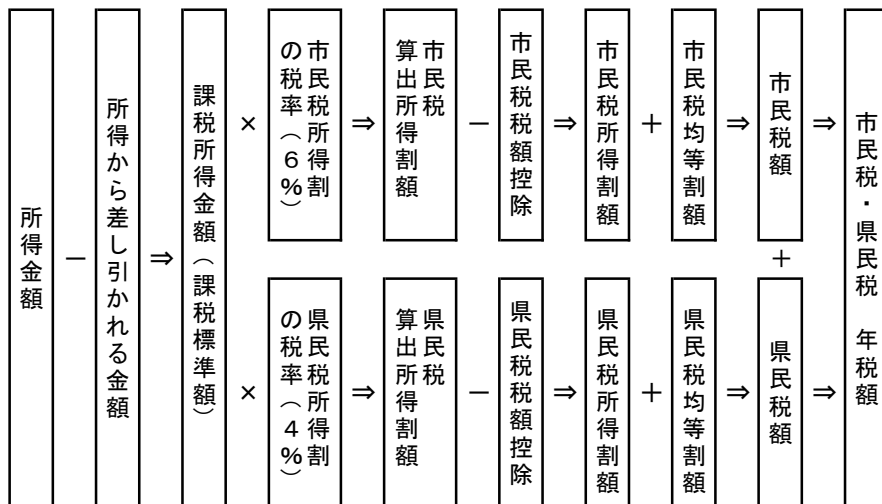 所得金額
－
所得から差し引かれる金額
⇒
課税所得金額（課税標準額）
×
市民税所得割
の税率（６％）
⇒
市民税
算出所得割額
－
市民税税額控除
⇒
市民税所得割額
＋
市民税均等割額
⇒
市民税額
⇒
＋
×
県民税所得割
の税率（４％）
⇒
県民税
算出所得割額
－
県民税税額控除
⇒
県民税所得割額
＋
県民税均等割額
⇒
県民税額
⇒
市民税・県民税　年税額